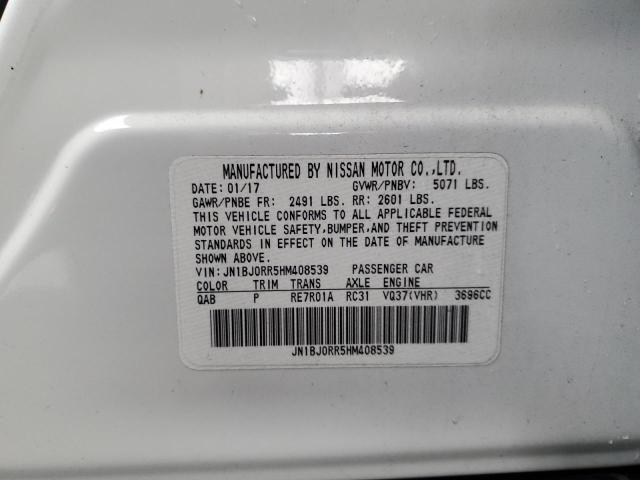 MANUFACTURED BY NISSAN MOTOR CO.,LTD.
DATE: 01/17 GVWR/PNBV: 5071 LBS.
GAWR/PNBE FR: 2491 LBS. RR: 2601 LBS.
THIS VEHICLE CONFORMS TO ALL APPLICABLE FEDERAL
MOTOR VEHICLE SAFETY,BUMPER,AND THEFT PREVENTION
STANDARDS IN EFFECT ON THE DATE OF MANUFACTURE
SHOWN ABOVE.
VIN:JN1BJ0RR5HM408539 PASSENGER CAR
COLOR TRIM TRANS AXLE ENGINE
QAB P RE7R01A RC31 VQ37(VHR) 3696CC
JN1BJ0RR5HM408539